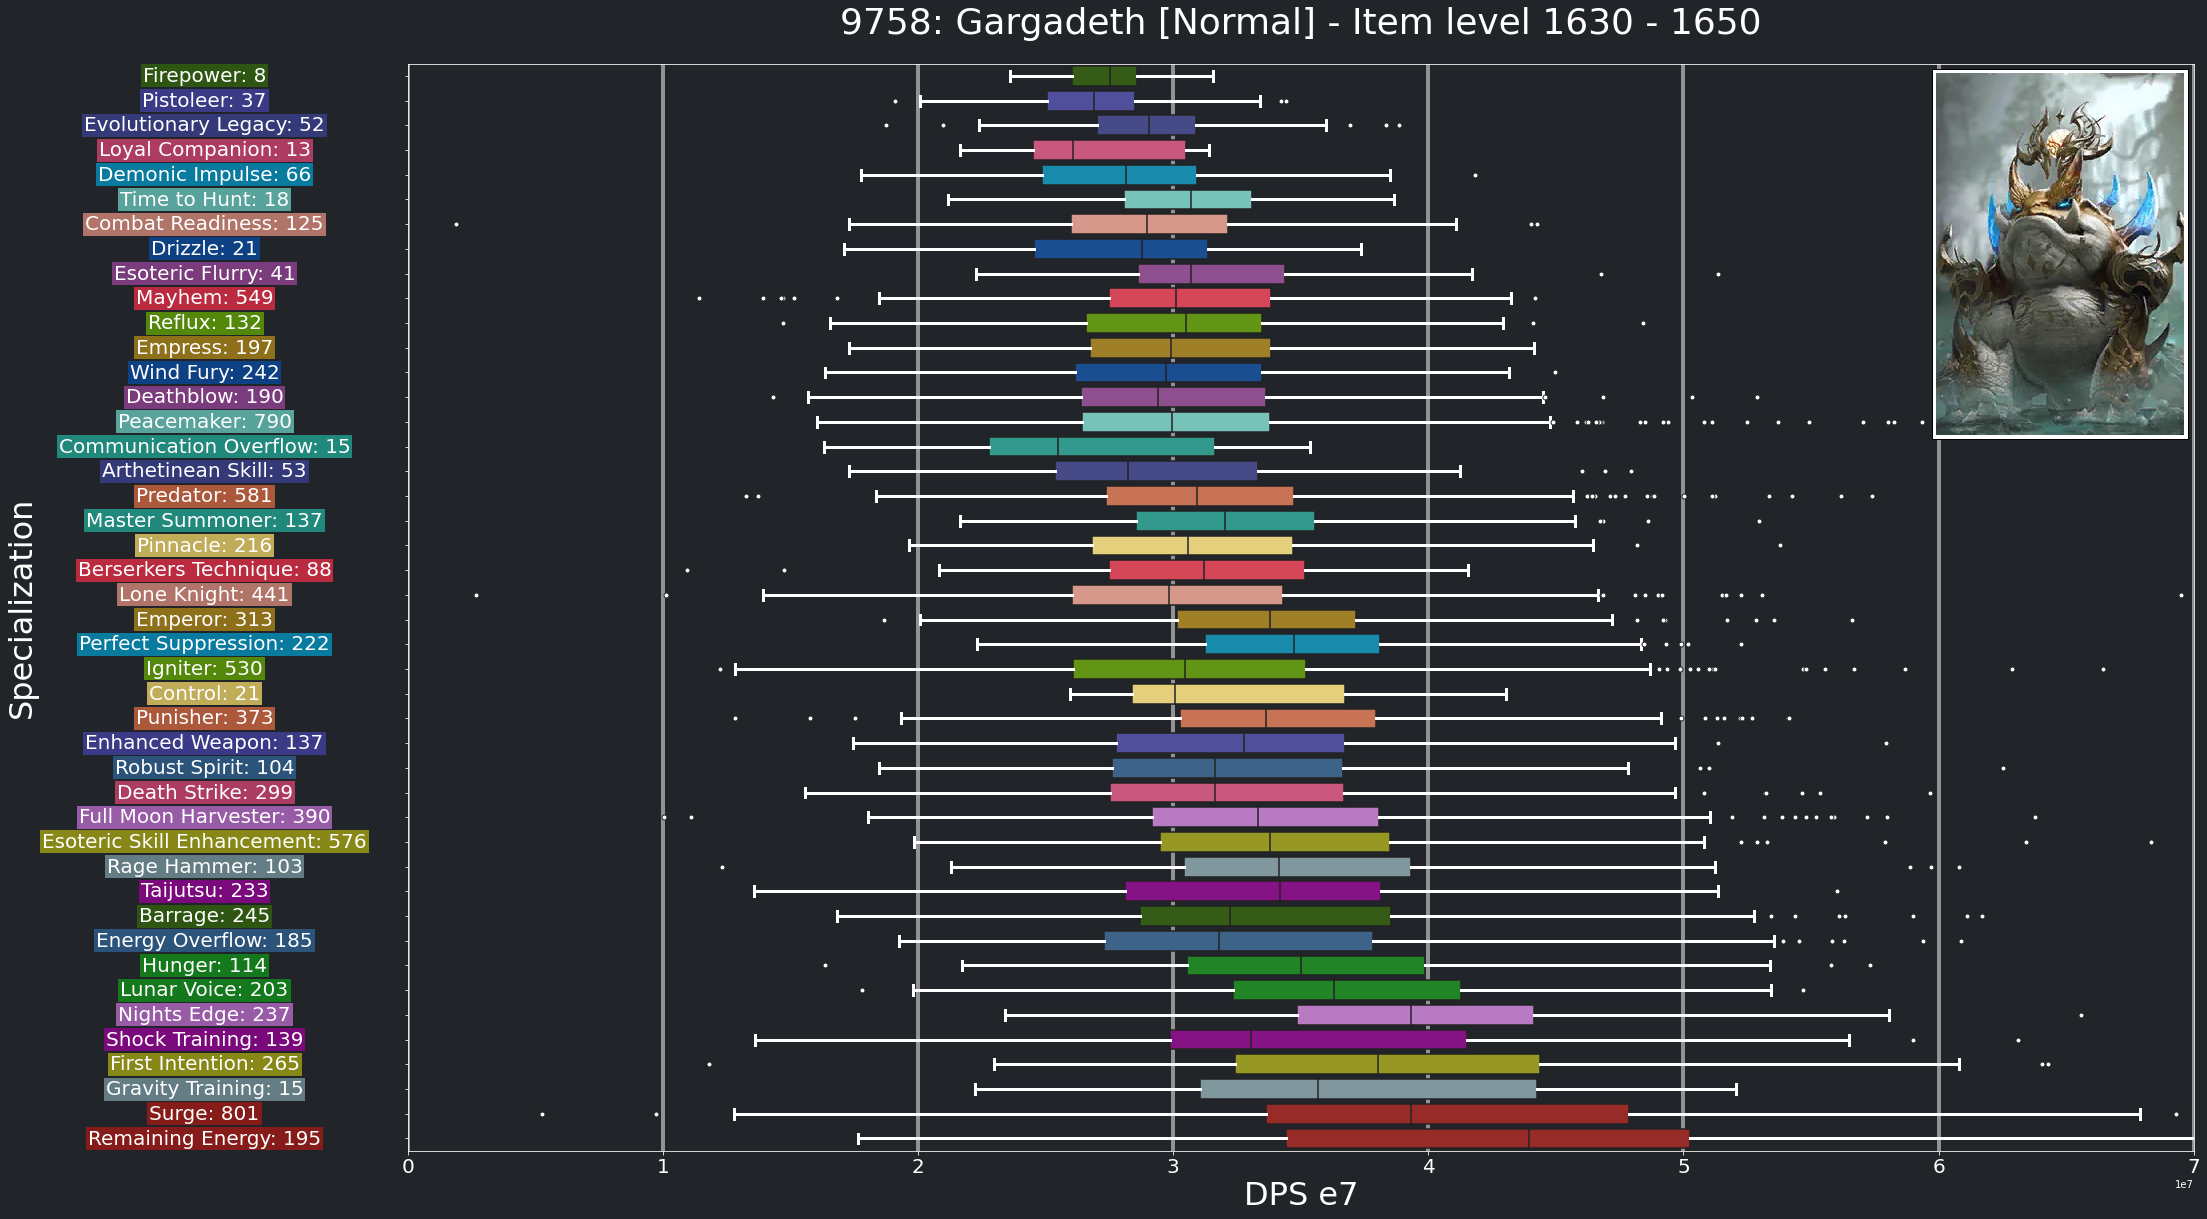 9758: Gargadeth [Normal] - Item level 1630 - 1650
Specialization
Firepower: 8
Pistoleer: 37
Evolutionary Legacy: 52
Loyal Companion: 13
Demonic Impulse: 66
Time to Hunt: 18
Combat Readiness: 125
Drizzle: 21
Esoteric Flurry: 41
Mayhem: 549
Reflux: 132
Empress: 197
Wind Fury: 242
Deathblow: 190
Peacemaker: 790
Communication Overflow: 15
Arthetinean Skill: 53
Predator: 581
Master Summoner: 137
Pinnacle: 216
Berserkers Technique: 88
Lone Knight: 441
Emperor: 313
Perfect Suppression: 222
Igniter: 530
Control: 21
Punisher: 373
Enhanced Weapon: 137
Robust Spirit: 104
Death Strike: 299
Full Moon Harvester: 390
Esoteric Skill Enhancement: 576
Rage Hammer: 103
Taijutsu: 233
Barrage: 245
Energy Overflow: 185
Hunger: 114
Lunar Voice: 203
Nights Edge: 237
Shock Training: 139
First Intention: 265
Gravity Training: 15
Surge: 801
Remaining Energy: 195
0 1 2 3 4 5 6 7
1e7
DPS e7